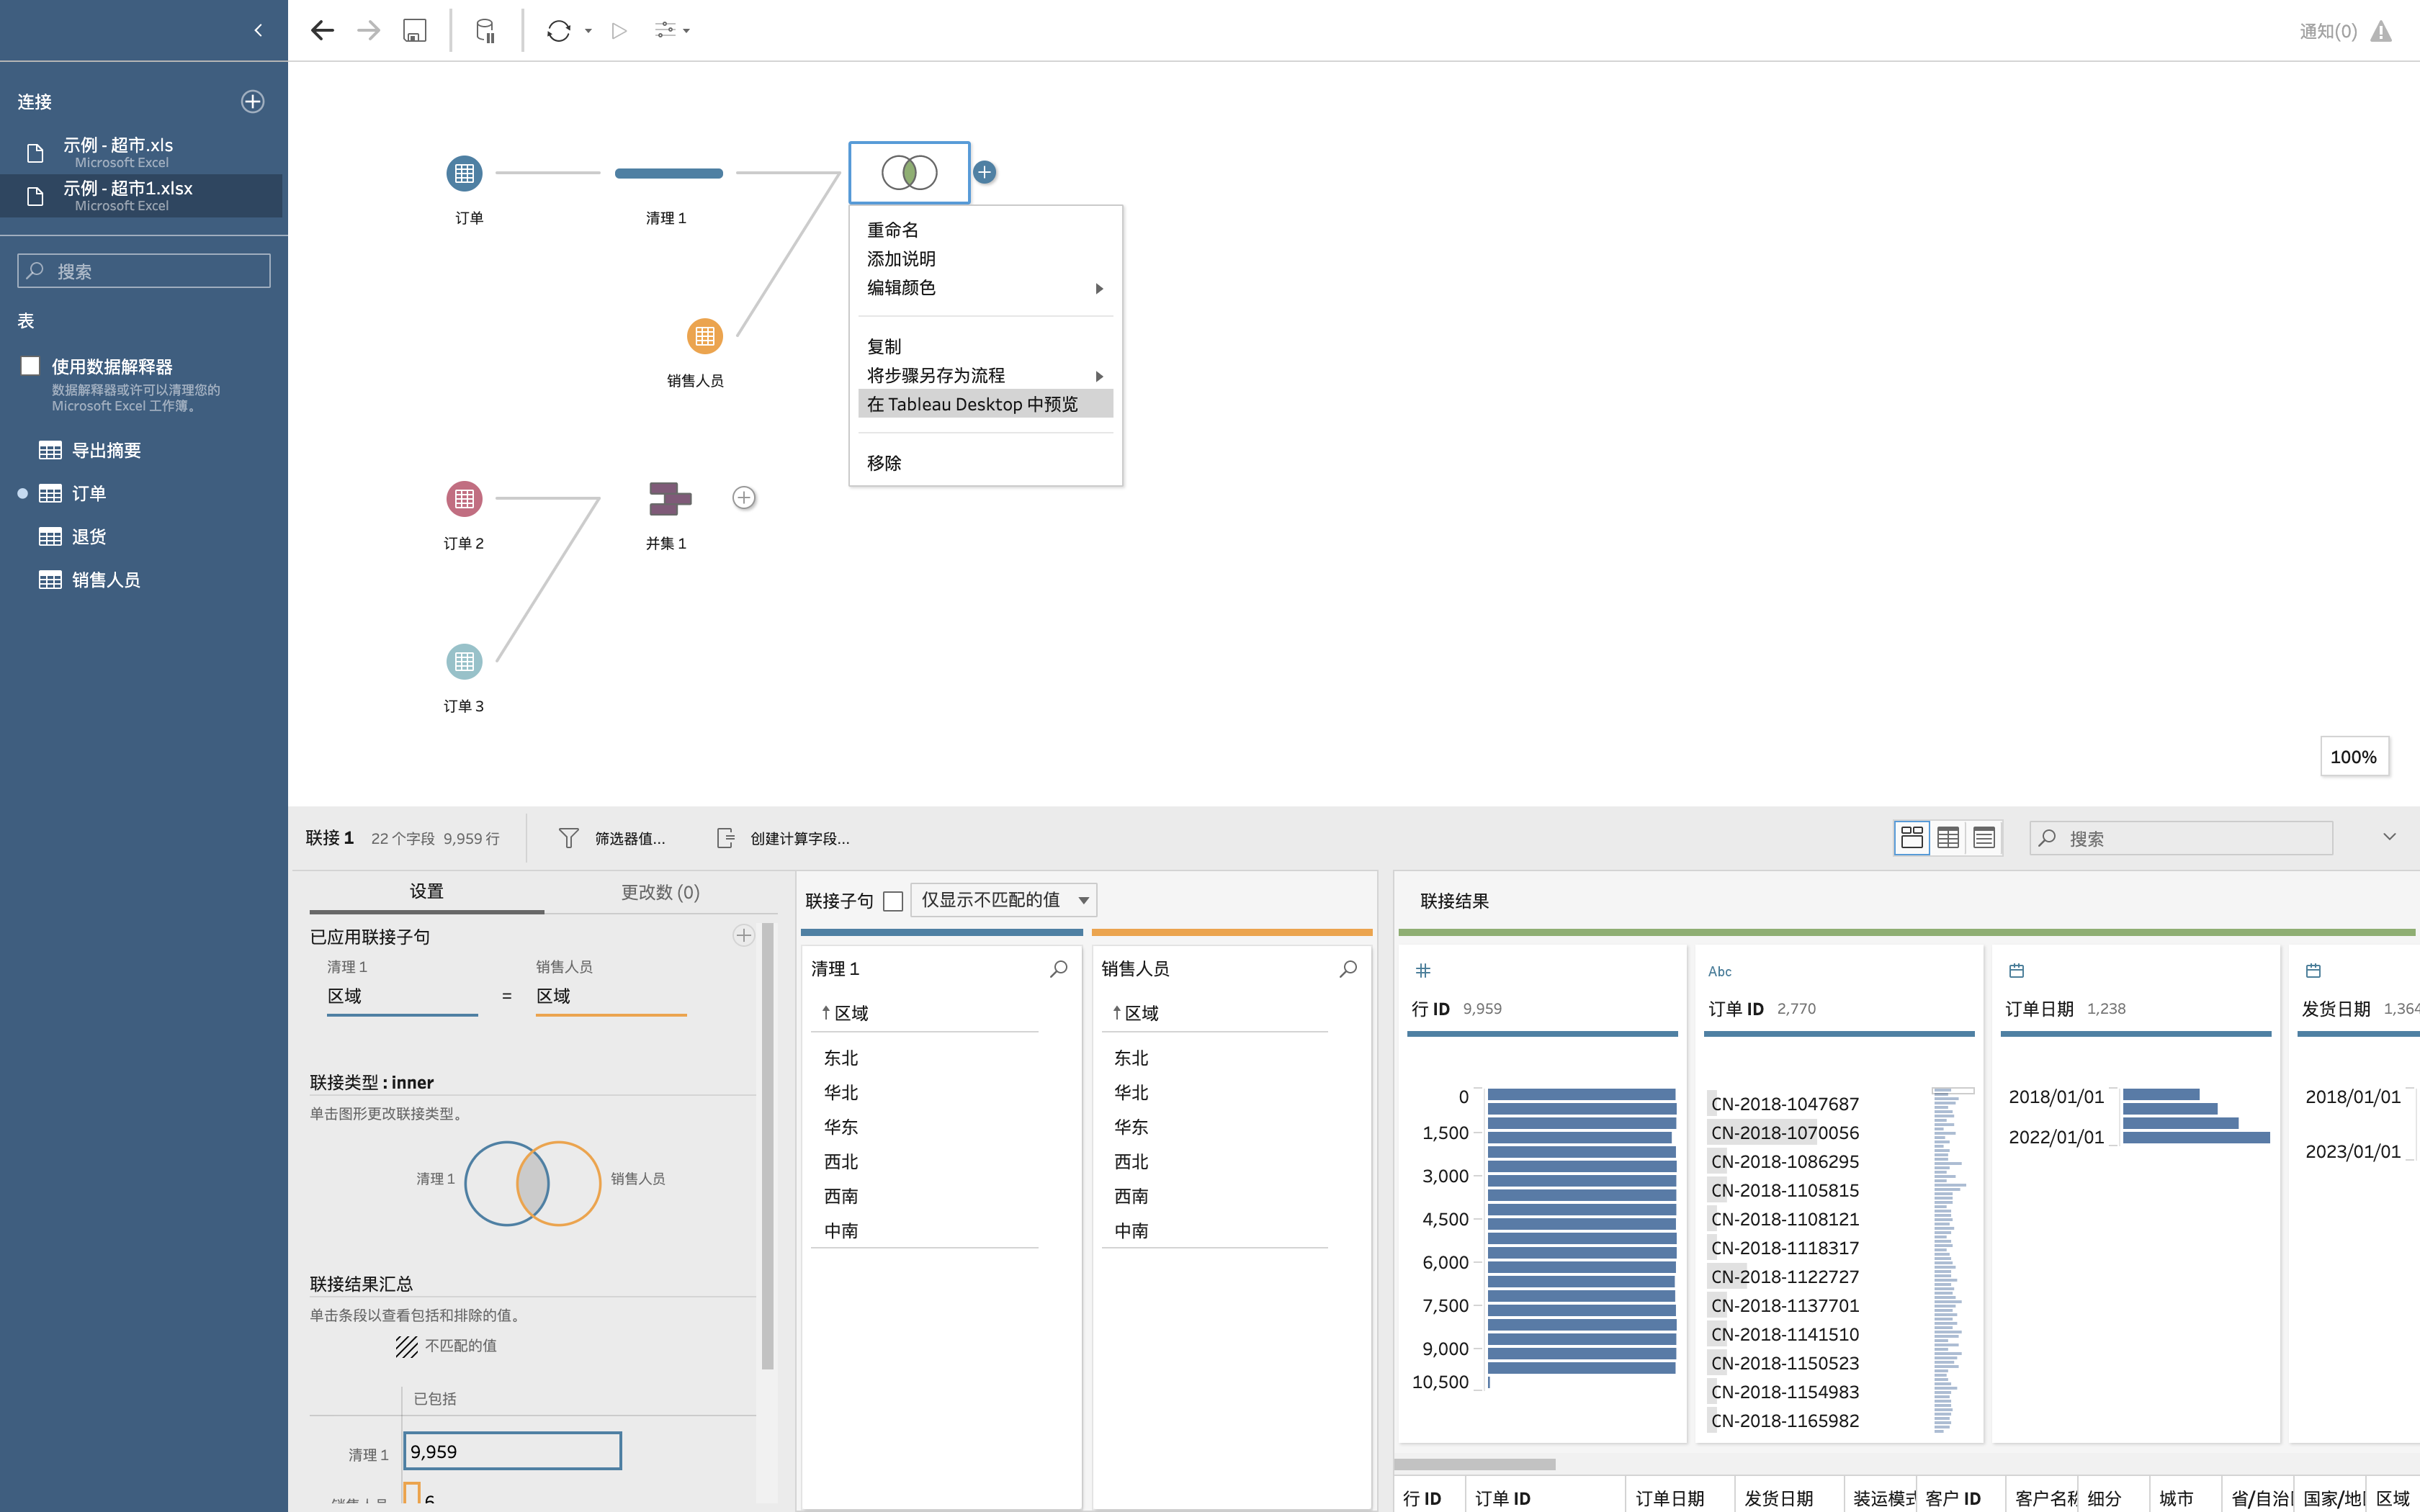 通知(0)
连接
示例 - 超市.xls
Microsoft Excel
示例 - 超市1.xlsx
Microsoft Excel
搜索
表
使用数据解释器
数据解释器或许可以清理您的
Microsoft Excel 工作簿。
导出摘要
订单
退货
销售人员
订单
清理 1
销售人员
订单 2
并集 1
订单 3
重命名
添加说明
编辑颜色
复制
将步骤另存为流程
在 Tableau Desktop 中预览
移除
100%
联接 1 22 个字段 9,959 行
筛选器值...
创建计算字段...
搜索
设置
更改数 (0)
已应用联接子句
清理 1 销售人员
区域 = 区域
联接类型 : inner
单击图形更改联接类型。
清理 1 销售人员
联接结果汇总
单击条段以查看包括和排除的值。
不匹配的值
已包括
清理 1 9,959
销售人员 6
联接子句 仅显示不匹配的值
清理 1
区域
东北
华北
华东
西北
西南
中南
销售人员
区域
东北
华北
华东
西北
西南
中南
联接结果
行 ID 9,959
0
1,500
3,000
4,500
6,000
7,500
9,000
10,500
Abc
订单 ID 2,770
CN-2018-1047687
CN-2018-1070056
CN-2018-1086295
CN-2018-1105815
CN-2018-1108121
CN-2018-1118317
CN-2018-1122727
CN-2018-1137701
CN-2018-1141510
CN-2018-1150523
CN-2018-1154983
CN-2018-1165982
订单日期 1,238
2018/01/01
2022/01/01
发货日期 1,364
2018/01/01
2023/01/01
行 ID 订单 ID 订单日期 发货日期 装运模式 客户 ID 客户名称 细分 城市 省/自治 国家/地 区域